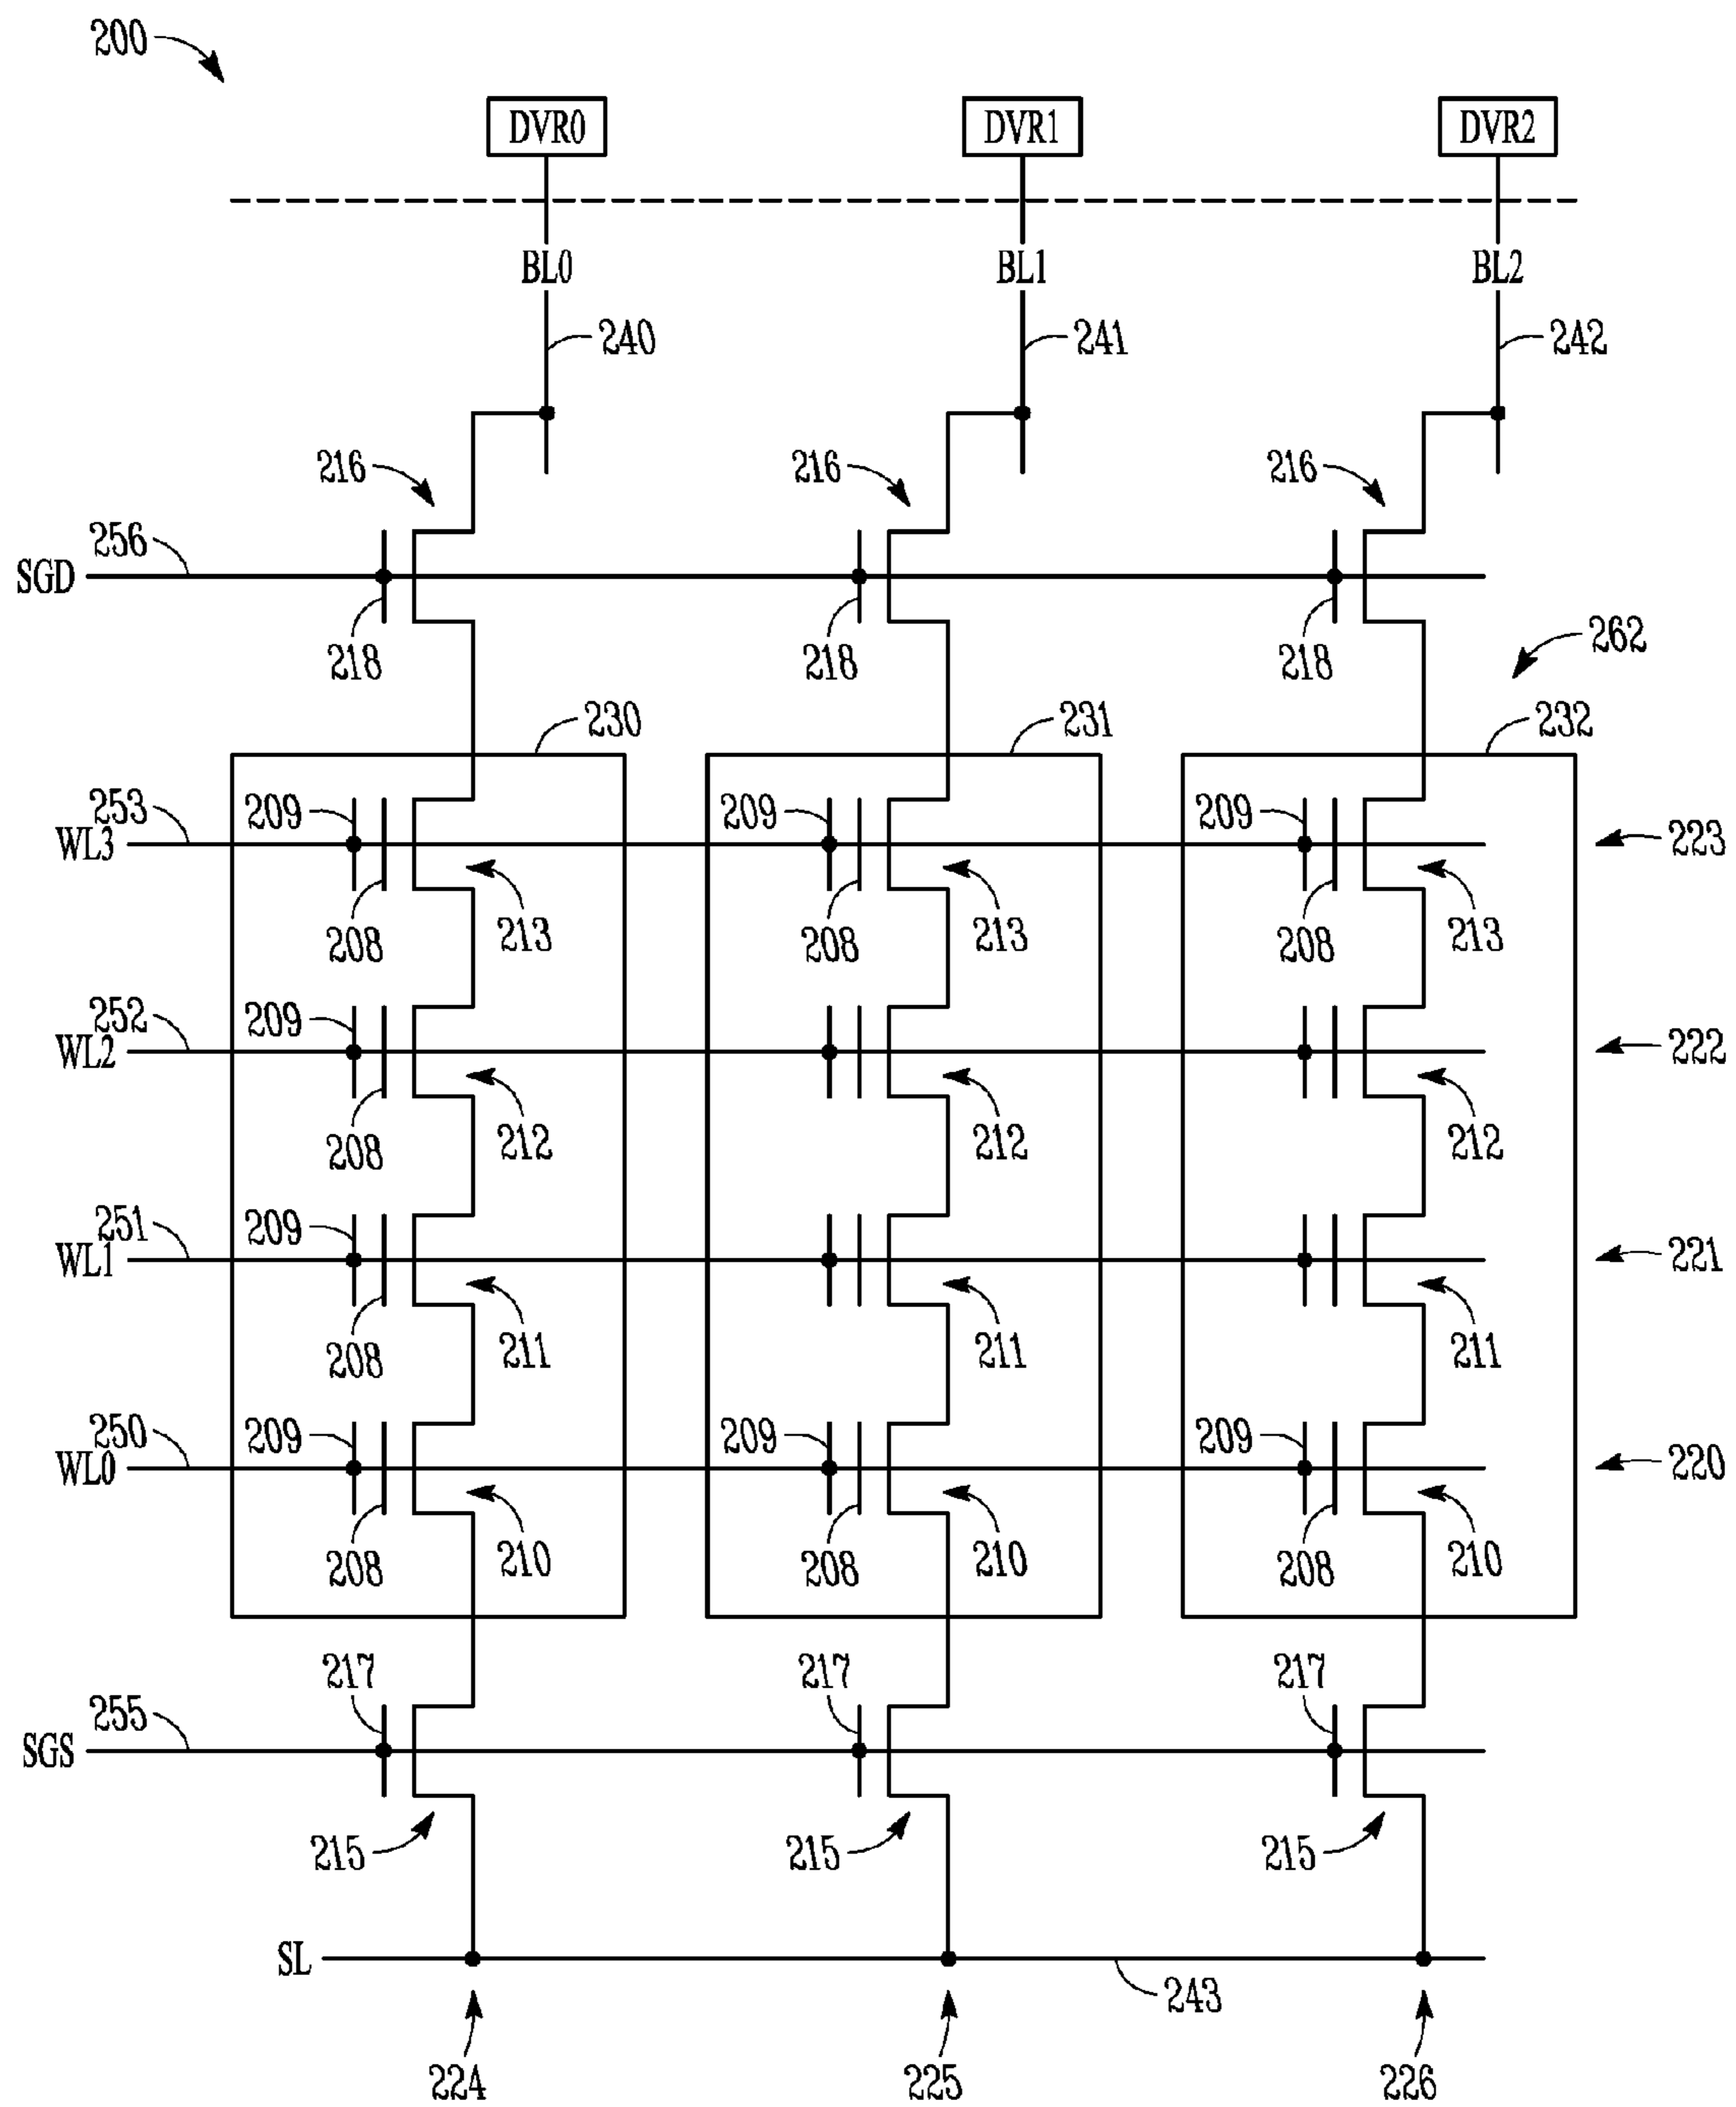 200
DVR0 DVR1 DVR2
BL0 BL1 BL2
240 241 242
216 216 216
256
SGD
218 218 218
262
230 231 232
253 209 209 209
WL3 223
208 213 208 213 208 213
252 209
WL2 222
208 212 212 212
251 209
WL1 221
208 211 211 211
250 209 209 209
WL0 220
208 210 208 210 208 210
217 217 217
255
SGS
215 215 215
SL
243
224 225 226